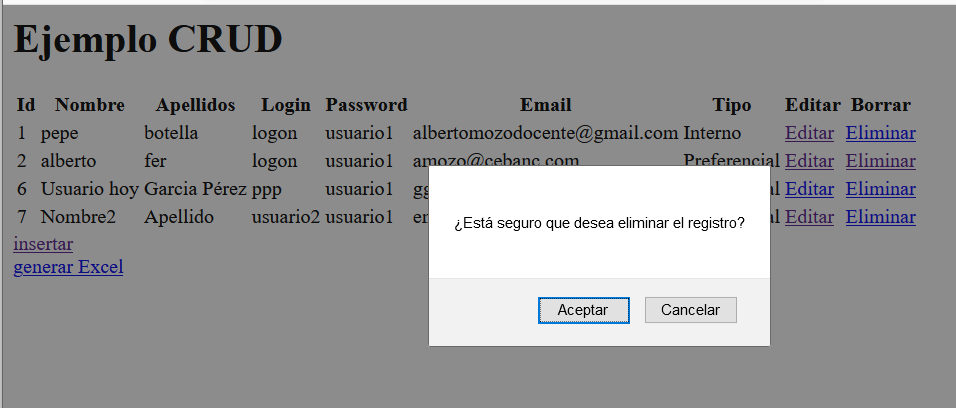 Ejemplo CRUD
Id Nombre Apellidos Login Password Email Tipo Editar Borrar
1 pepe botella logon usuario1 albertomozodocente@gmail.com Interno Editar Eliminar
2 alberto fer logon usuario1 amozo@cebanc.com Preferencial Editar Eliminar
6 Usuario hoy Garcia Pérez ppp usuario1 Editar Eliminar
7 Nombre2 Apellido usuario2 usuario1 Editar Eliminar
insertar
generar Excel
¿Está seguro que desea eliminar el registro?
Aceptar Cancelar